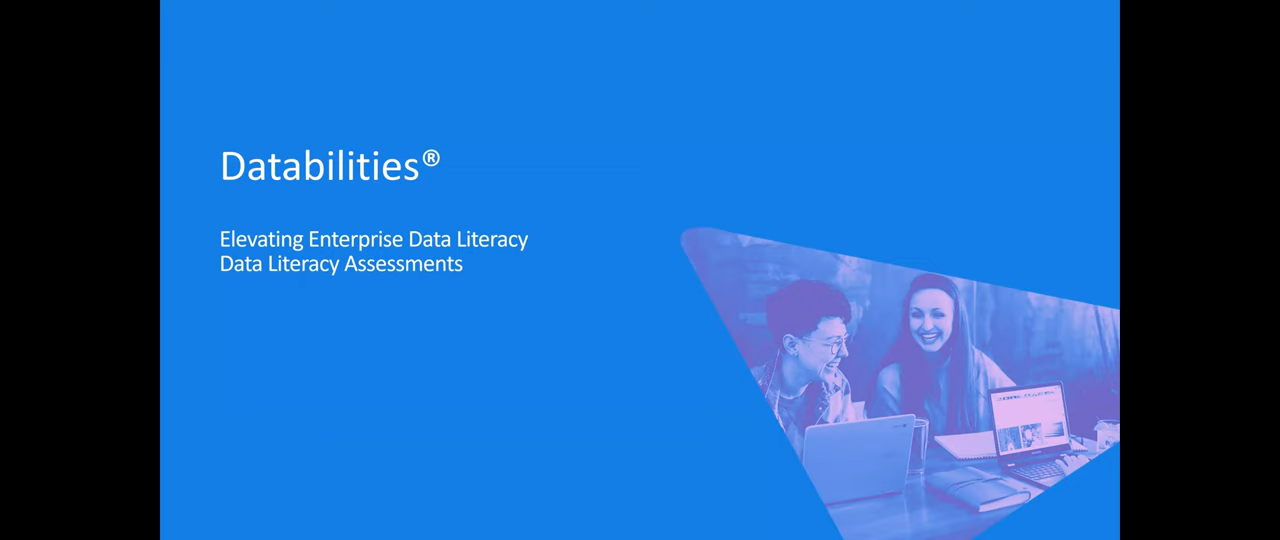 Databilities®
Elevating Enterprise Data Literacy
Data Literacy Assessments